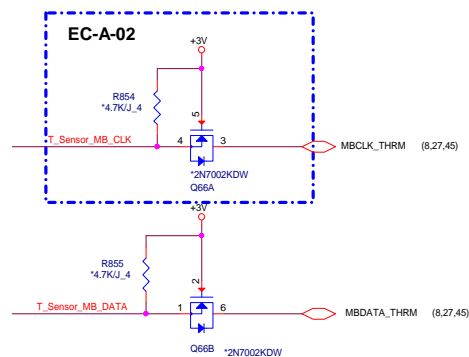 EC-A-02
+3V
R854
*4.7K/J_4
5
T_Sensor_MB_CLK
4
3
MBCLK_THRM (8,27,45)
*2N7002KDW
Q66A
+3V
R855
*4.7K/J_4
2
T_Sensor_MB_DATA
1
6
MBDATA_THRM (8,27,45)
Q66B
*2N7002KDW